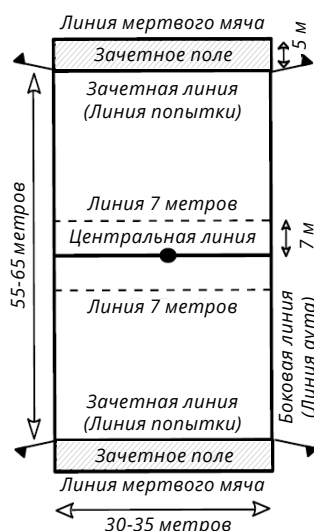 Линия мертвого мяча
Зачетное поле
5 м
Зачетная линия
(Линия попытки)
55-65 метров
Линия 7 метров
Центральная линия
7 м
Линия 7 метров
Боковая линия
(Линия аута)
Зачетная линия
(Линия попытки)
Зачетное поле
Линия мертвого мяча
30-35 метров